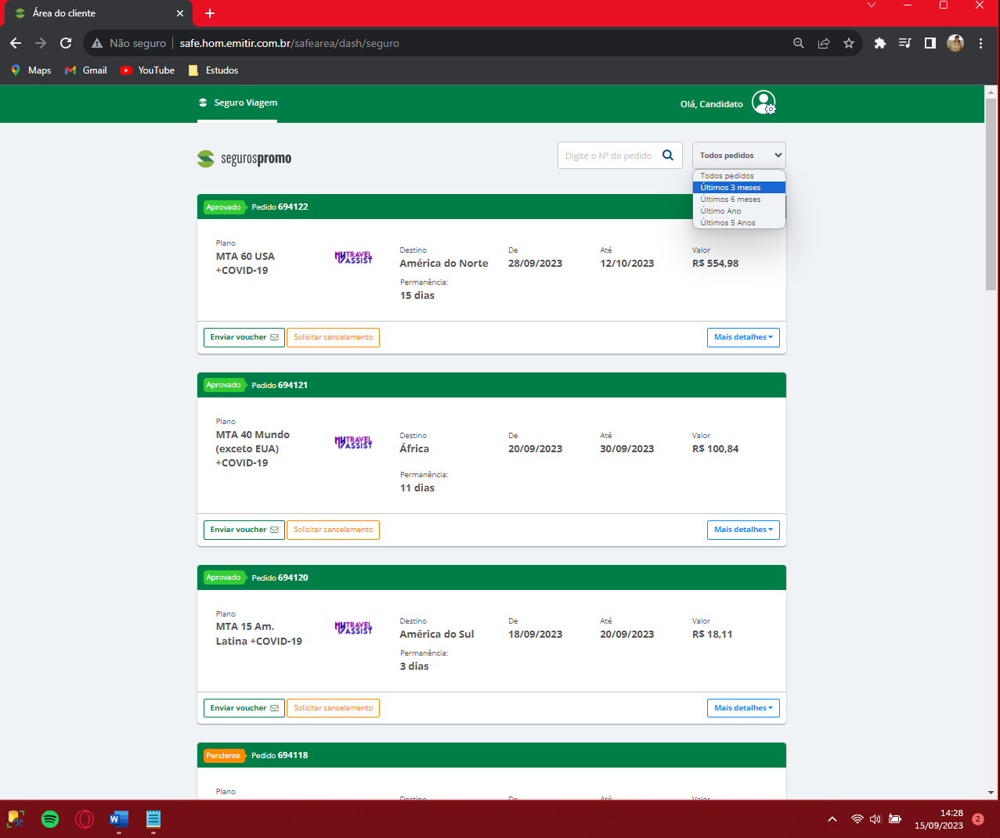 Área do cliente
Não seguro
safe.hom.emitir.com.br/safearea/dash/seguro
Maps
Gmail
YouTube
Estudos
Seguro Viagem
Olá, Candidato
segurospromo
Digite o Nº do pedido
Todos pedidos
Todos pedidos
Últimos 3 meses
Últimos 6 meses
Último Ano
Últimos 5 Anos
Aprovado
Pedido 694122
Plano
MTA 60 USA
+COVID-19
MY TRAVEL
ASSIST
Destino
América do Norte
De
28/09/2023
Até
12/10/2023
Valor
R$ 554,98
Permanência:
15 dias
Enviar voucher
Solicitar cancelamento
Mais detalhes
Aprovado
Pedido 694121
Plano
MTA 40 Mundo
(exceto EUA)
+COVID-19
MY TRAVEL
ASSIST
Destino
África
De
20/09/2023
Até
30/09/2023
Valor
R$ 100,84
Permanência:
11 dias
Enviar voucher
Solicitar cancelamento
Mais detalhes
Aprovado
Pedido 694120
Plano
MTA 15 Am.
Latina +COVID-19
MY TRAVEL
ASSIST
Destino
América do Sul
De
18/09/2023
Até
20/09/2023
Valor
R$ 18,11
Permanência:
3 dias
Enviar voucher
Solicitar cancelamento
Mais detalhes
Pendente
Pedido 694118
Plano
Destino
De
Até
Valor
W
14:28
15/09/2023
2